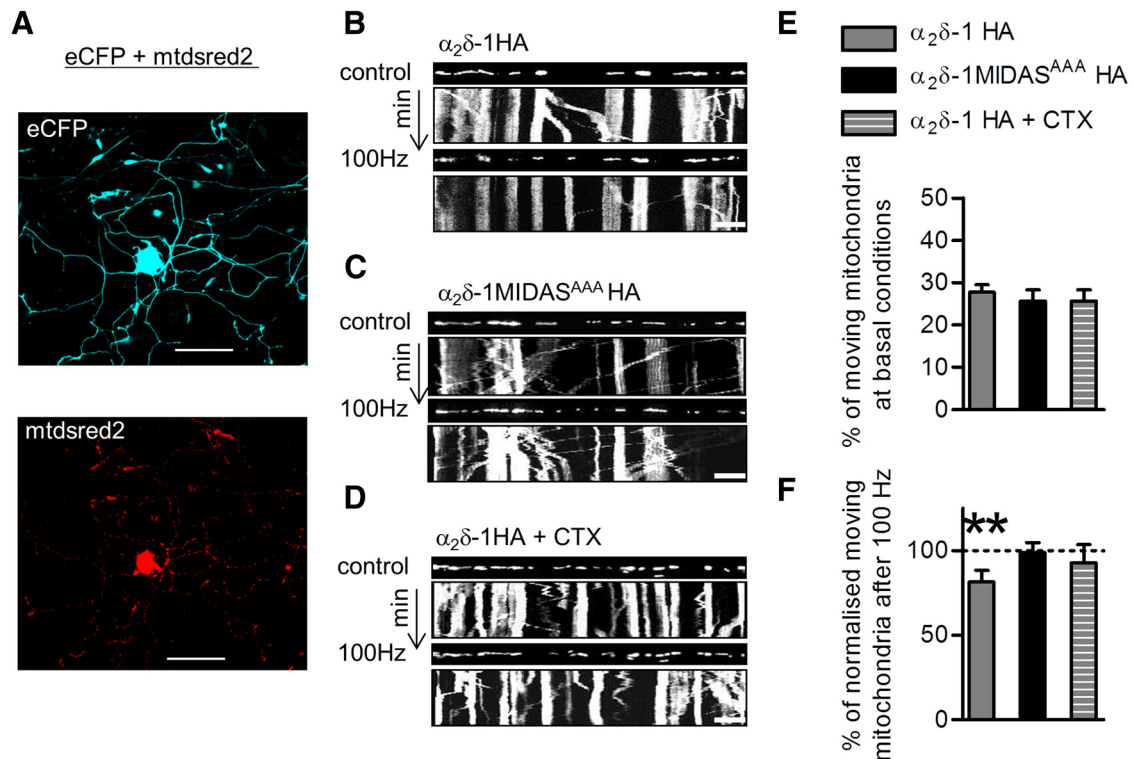 A
eCFP + mtdsred2
eCFP
mtdsred2
B
α₂δ-1HA
control
min
100Hz
C
α₂δ-1MIDASᴬᴬᴬ HA
control
min
100Hz
D
α₂δ-1HA + CTX
control
min
100Hz
E
α₂δ-1 HA
α₂δ-1MIDASᴬᴬᴬ HA
α₂δ-1 HA + CTX
% of moving mitochondria
at basal conditions
50
40
30
20
10
0
F
% of normalised moving
mitochondria after 100 Hz
**
100
50
0